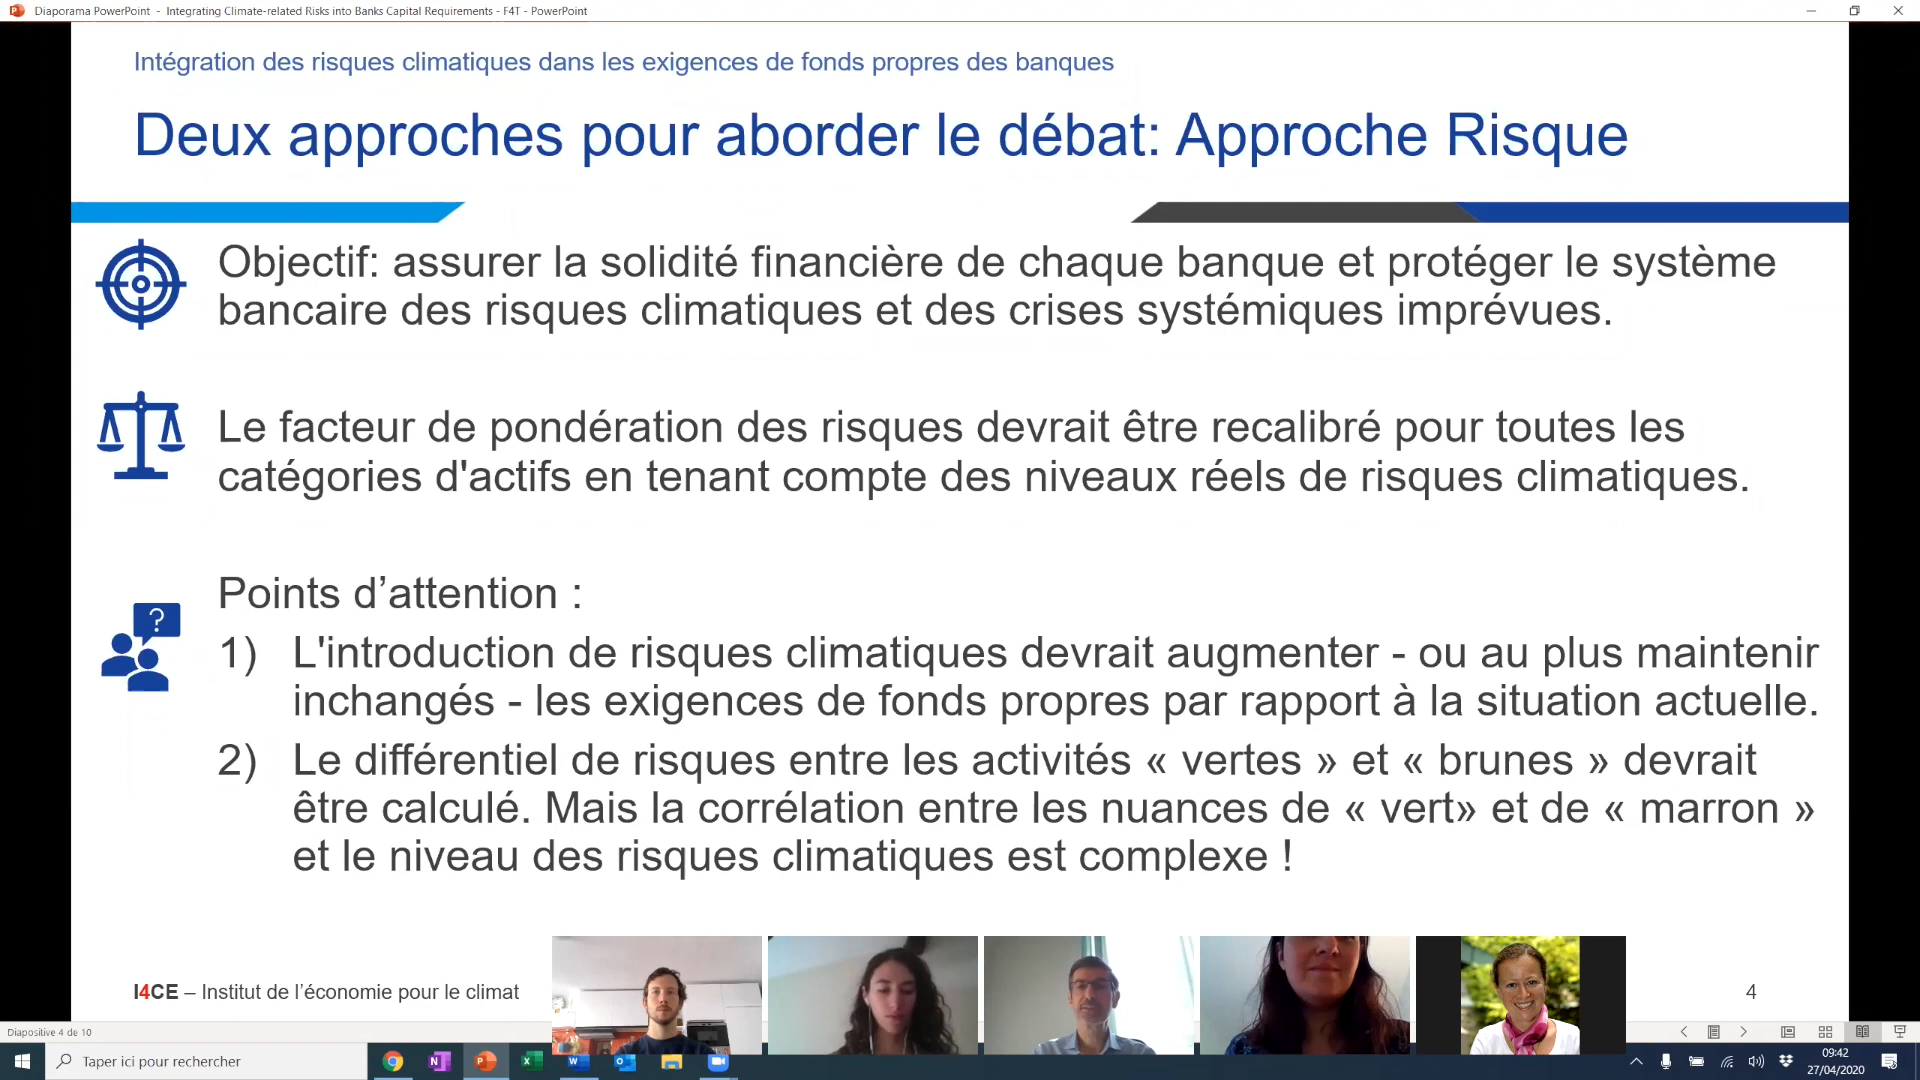 Diaporama PowerPoint - Integrating Climate-related Risks into Banks Capital Requirements - F4T - PowerPoint
Intégration des risques climatiques dans les exigences de fonds propres des banques
Deux approches pour aborder le débat: Approche Risque
Objectif: assurer la solidité financière de chaque banque et protéger le système
bancaire des risques climatiques et des crises systémiques imprévues.
Le facteur de pondération des risques devrait être recalibré pour toutes les
catégories d'actifs en tenant compte des niveaux réels de risques climatiques.
?
Points d’attention :
1) L'introduction de risques climatiques devrait augmenter - ou au plus maintenir
inchangés - les exigences de fonds propres par rapport à la situation actuelle.
2) Le différentiel de risques entre les activités « vertes » et « brunes » devrait
être calculé. Mais la corrélation entre les nuances de « vert» et de « marron »
et le niveau des risques climatiques est complexe !
I4CE – Institut de l’économie pour le climat
4
Diapositive 4 de 10
Taper ici pour rechercher
09:42
27/04/2020